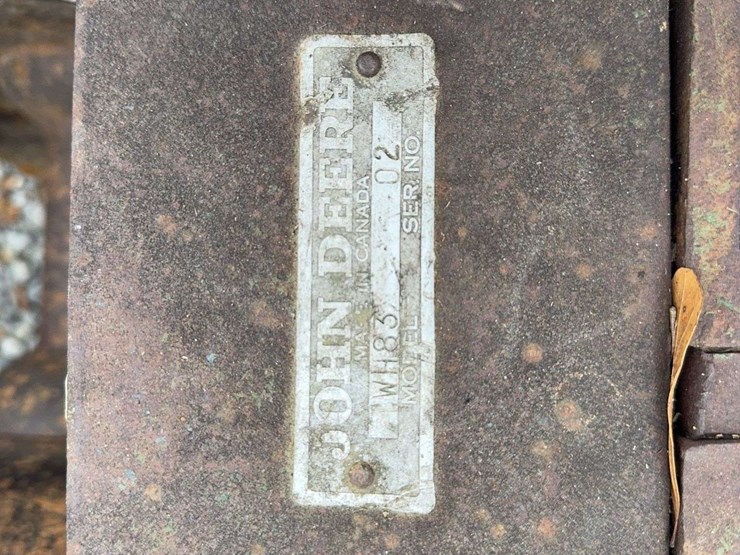 JOHN DEERE
MADE IN CANADA
WH83 02
MODEL SER. NO.